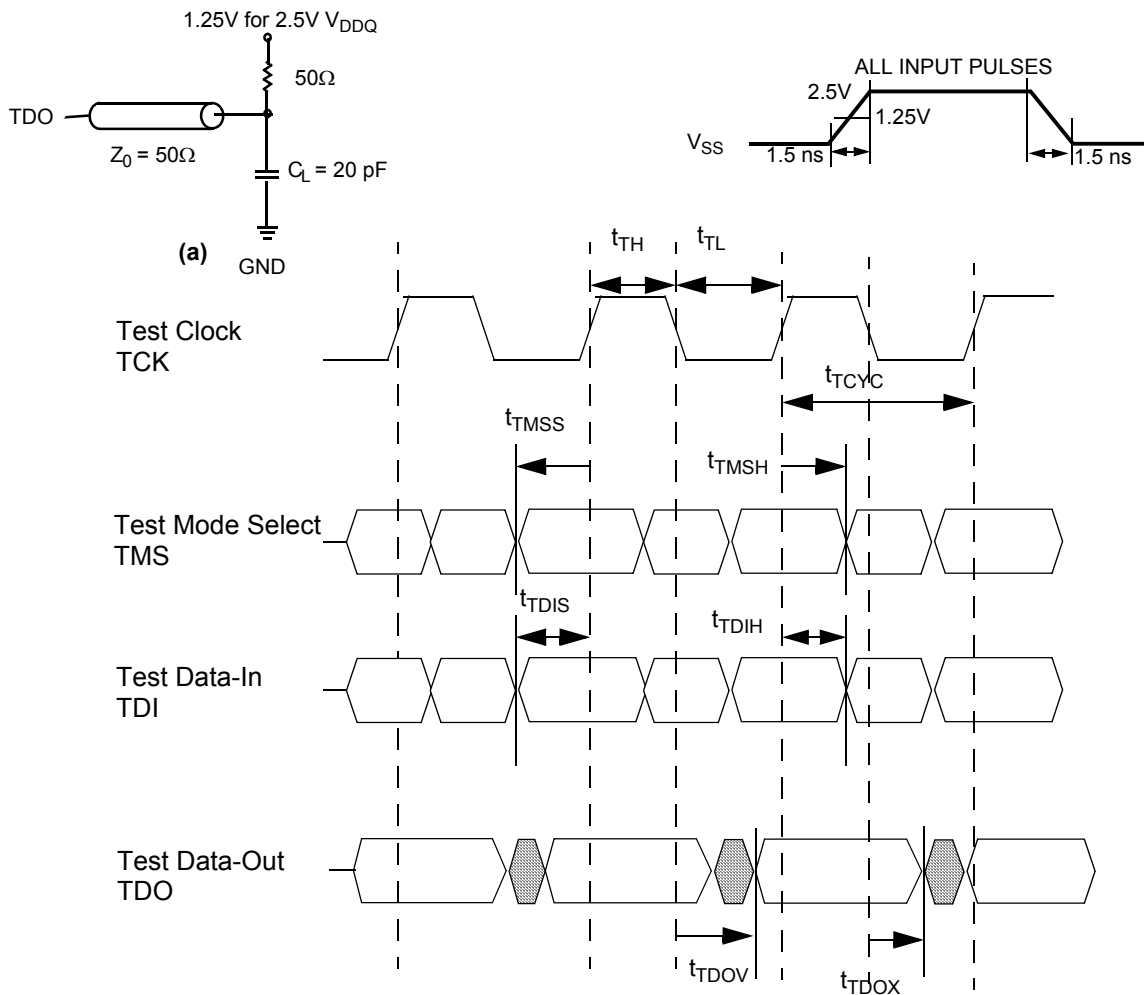 1.25V for 2.5V VDDQ
50Ω
TDO
Z0 = 50Ω
CL = 20 pF
(a)
GND
ALL INPUT PULSES
2.5V
1.25V
VSS
1.5 ns
1.5 ns
tTH
tTL
Test Clock
TCK
tTCYC
tTMSS
tTMSH
Test Mode Select
TMS
tTDIS
tTDIH
Test Data-In
TDI
Test Data-Out
TDO
tTDOV
tTDOX